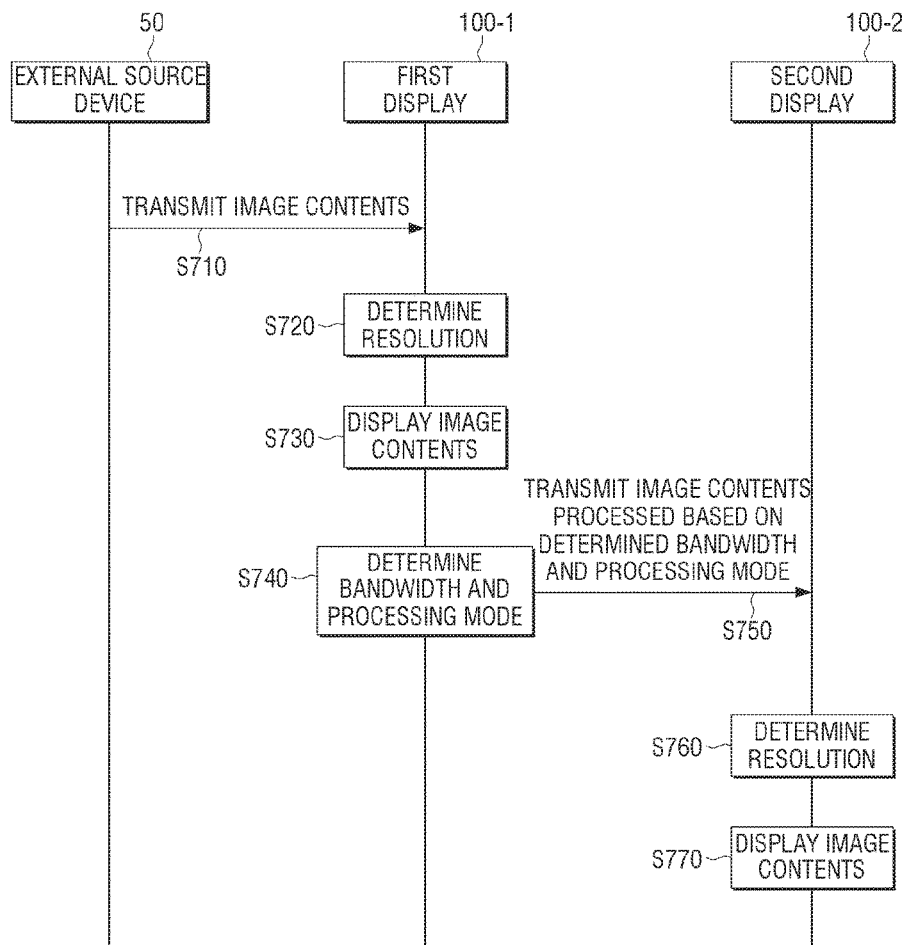 50
100-1
100-2
EXTERNAL SOURCE
DEVICE
FIRST
DISPLAY
SECOND
DISPLAY
TRANSMIT IMAGE CONTENTS
S710
S720
DETERMINE
RESOLUTION
S730
DISPLAY IMAGE
CONTENTS
TRANSMIT IMAGE CONTENTS
PROCESSED BASED ON
DETERMINED BANDWIDTH
AND PROCESSING MODE
S740
DETERMINE
BANDWIDTH AND
PROCESSING MODE
S750
S760
DETERMINE
RESOLUTION
S770
DISPLAY IMAGE
CONTENTS